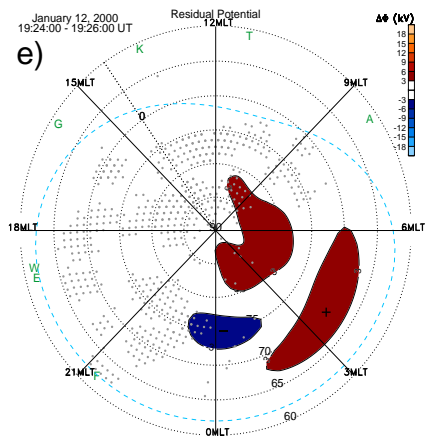 January 12, 2000
19:24:00 - 19:26:00 UT
Residual Potential
12MLT
ΔΦ (kV)
e)
K
T
18
15
12
9
6
3
-3
-6
-9
-12
-15
-18
15MLT
9MLT
0
G
A
90
18MLT
6MLT
W
E
+
75
70
65
60
21MLT
3MLT
F
0MLT